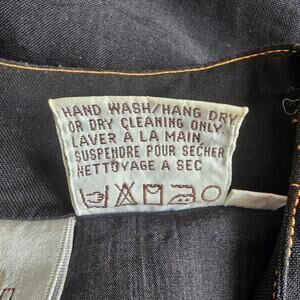 HAND WASH/HANG DRY
OR DRY CLEANING ONLY
LAVER À LA MAIN
SUSPENDRE POUR SECHER
NETTOYAGE A SEC